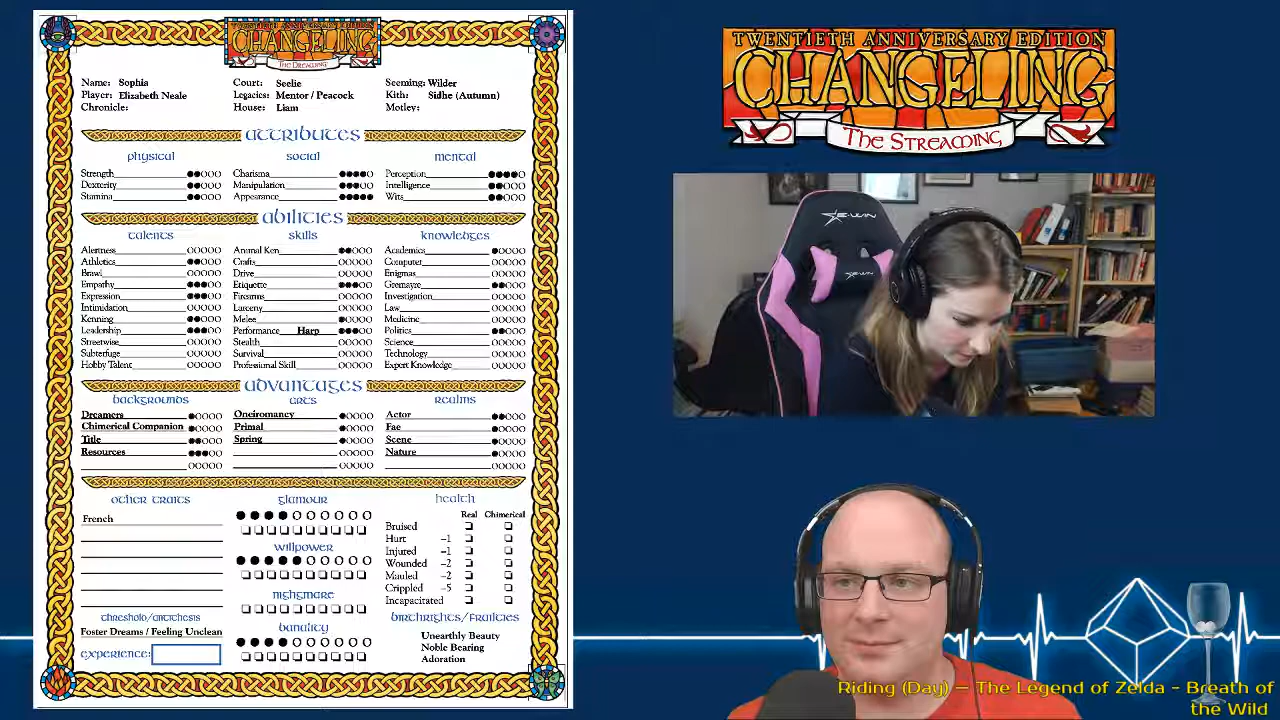 TWENTIETH ANNIVERSARY EDITION
CHANGELING
The Dreaming
Name: Sophia
Player: Elizabeth Neale
Chronicle:
Court: Seelie
Legacies: Mentor / Peacock
House: Liam
Seeming: Wilder
Kith: Sidhe (Autumn)
Motley:
Attributes
Physical
Social
Mental
Strength
Dexterity
Stamina
Charisma
Manipulation
Appearance
Perception
Intelligence
Wits
Abilities
Talents
Skills
Knowledges
Alertness
Athletics
Brawl
Empathy
Expression
Intimidation
Kenning
Leadership
Streetwise
Subterfuge
Hobby Talent
Animal Ken
Crafts
Drive
Etiquette
Firearms
Larceny
Melee
Performance Harp
Stealth
Survival
Professional Skill
Academics
Computer
Enigmas
Gremayre
Investigation
Law
Medicine
Politics
Science
Technology
Expert Knowledge
Advantages
Backgrounds
Arts
Realms
Dreamers
Chimerical Companion
Title
Resources
Oneiromancy
Primal
Spring
Actor
Fae
Scene
Nature
Other Traits
French
Threshold/Antithesis
Foster Dreams / Feeling Unclean
Experience:
Glamour
Willpower
Nightmare
Banality
Health
Real Chimerical
Bruised
Hurt -1
Injured -1
Wounded -2
Mauled -2
Crippled -5
Incapacitated
Birthrights/Frailties
Unearthly Beauty
Noble Bearing
Adoration
TWENTIETH ANNIVERSARY EDITION
CHANGELING
The Streaming
E-WIN
E-WIN
Riding (Day) – The Legend of Zelda - Breath of
the Wild